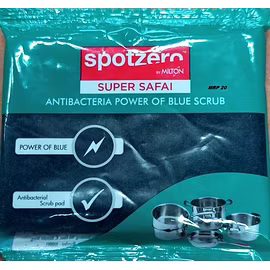 spotzero
BY MILTON
SUPER SAFAI
MRP 20
ANTIBACTERIA POWER OF BLUE SCRUB
POWER OF BLUE
Antibacterial
Scrub pad